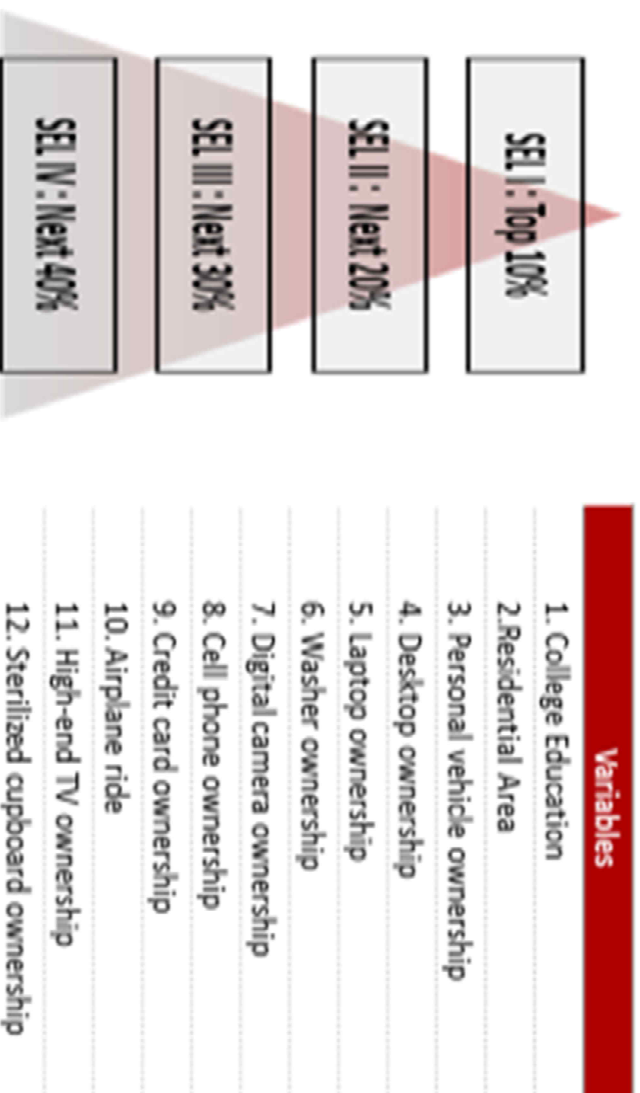 SEL I : Top 10%
SEL II : Next 20%
SEL III : Next 30%
SEL IV : Next 40%
Variables
1. College Education
2.Residential Area
3. Personal vehicle ownership
4. Desktop ownership
5. Laptop ownership
6. Washer ownership
7. Digital camera ownership
8. Cell phone ownership
9. Credit card ownership
10. Airplane ride
11. High-end TV ownership
12. Sterilized cupboard ownership